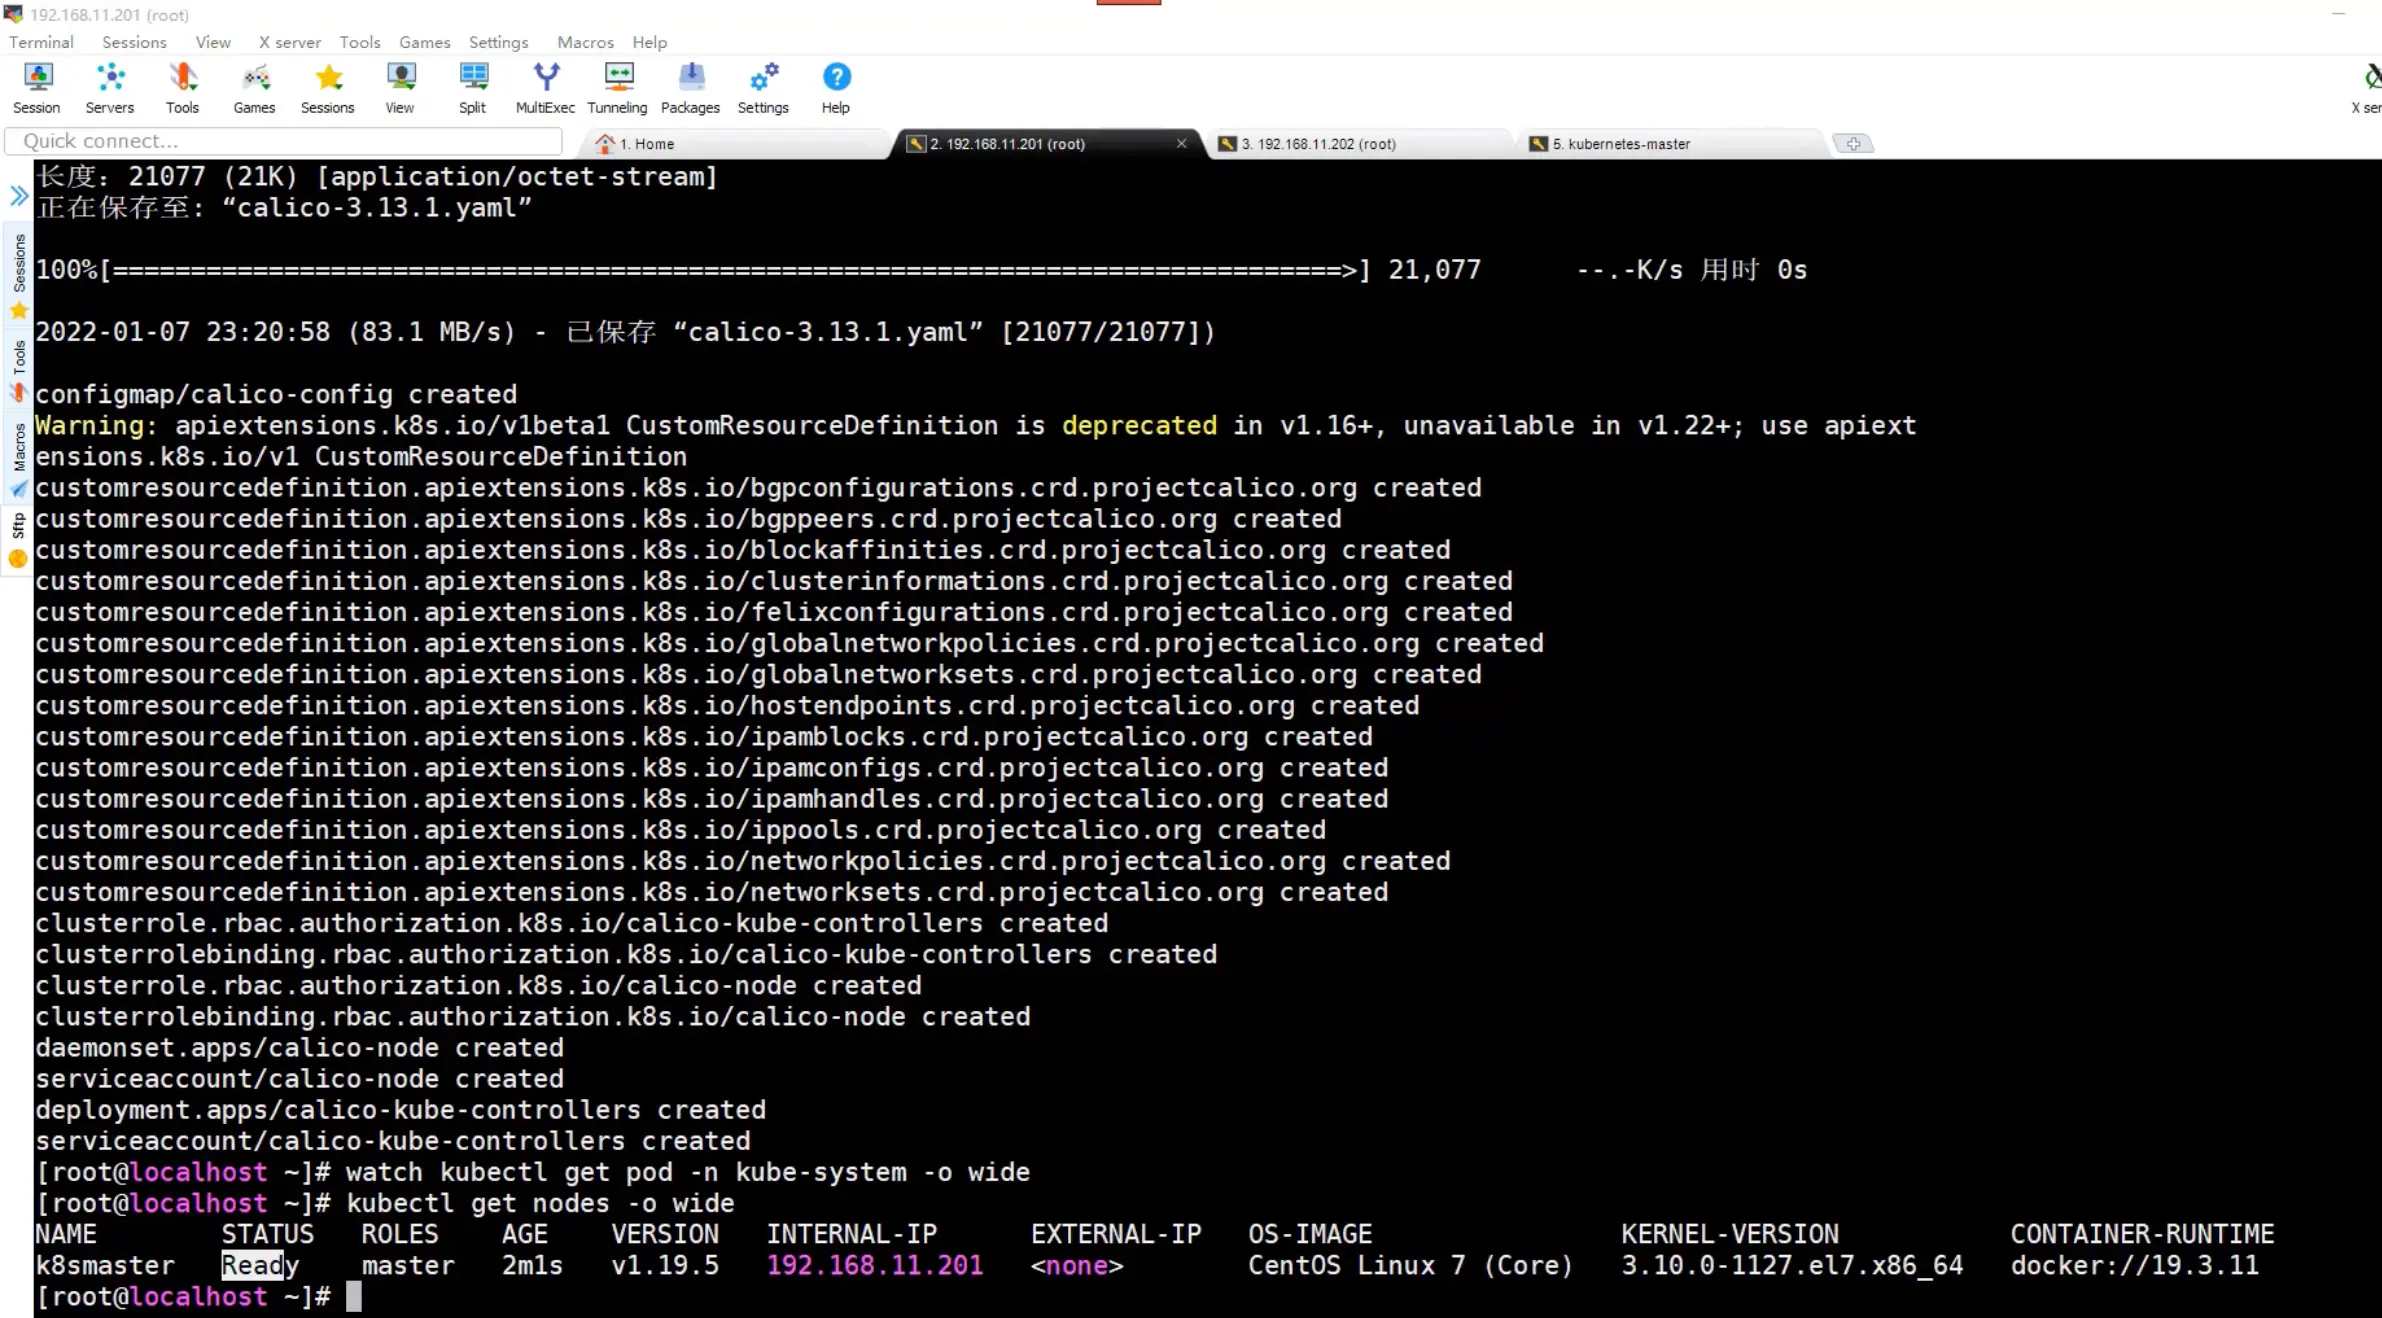 192.168.11.201 (root)
Terminal Sessions View X server Tools Games Settings Macros Help
Session Servers Tools Games Sessions View Split MultiExec Tunneling Packages Settings Help
Quick connect...
1. Home
2. 192.168.11.201 (root)
3. 192.168.11.202 (root)
5. kubernetes-master
Sessions
Tools
Macros
Sftp
长度：21077 (21K) [application/octet-stream]
正在保存至: “calico-3.13.1.yaml”
100%[===============================================================================>] 21,077 --.-K/s 用时 0s
2022-01-07 23:20:58 (83.1 MB/s) - 已保存 “calico-3.13.1.yaml” [21077/21077])
configmap/calico-config created
Warning: apiextensions.k8s.io/v1beta1 CustomResourceDefinition is deprecated in v1.16+, unavailable in v1.22+; use apiext
ensions.k8s.io/v1 CustomResourceDefinition
customresourcedefinition.apiextensions.k8s.io/bgpconfigurations.crd.projectcalico.org created
customresourcedefinition.apiextensions.k8s.io/bgppeers.crd.projectcalico.org created
customresourcedefinition.apiextensions.k8s.io/blockaffinities.crd.projectcalico.org created
customresourcedefinition.apiextensions.k8s.io/clusterinformations.crd.projectcalico.org created
customresourcedefinition.apiextensions.k8s.io/felixconfigurations.crd.projectcalico.org created
customresourcedefinition.apiextensions.k8s.io/globalnetworkpolicies.crd.projectcalico.org created
customresourcedefinition.apiextensions.k8s.io/globalnetworksets.crd.projectcalico.org created
customresourcedefinition.apiextensions.k8s.io/hostendpoints.crd.projectcalico.org created
customresourcedefinition.apiextensions.k8s.io/ipamblocks.crd.projectcalico.org created
customresourcedefinition.apiextensions.k8s.io/ipamconfigs.crd.projectcalico.org created
customresourcedefinition.apiextensions.k8s.io/ipamhandles.crd.projectcalico.org created
customresourcedefinition.apiextensions.k8s.io/ippools.crd.projectcalico.org created
customresourcedefinition.apiextensions.k8s.io/networkpolicies.crd.projectcalico.org created
customresourcedefinition.apiextensions.k8s.io/networksets.crd.projectcalico.org created
clusterrole.rbac.authorization.k8s.io/calico-kube-controllers created
clusterrolebinding.rbac.authorization.k8s.io/calico-kube-controllers created
clusterrole.rbac.authorization.k8s.io/calico-node created
clusterrolebinding.rbac.authorization.k8s.io/calico-node created
daemonset.apps/calico-node created
serviceaccount/calico-node created
deployment.apps/calico-kube-controllers created
serviceaccount/calico-kube-controllers created
[root@localhost ~]# watch kubectl get pod -n kube-system -o wide
[root@localhost ~]# kubectl get nodes -o wide
NAME STATUS ROLES AGE VERSION INTERNAL-IP EXTERNAL-IP OS-IMAGE KERNEL-VERSION CONTAINER-RUNTIME
k8smaster Ready master 2m1s v1.19.5 192.168.11.201 <none> CentOS Linux 7 (Core) 3.10.0-1127.el7.x86_64 docker://19.3.11
[root@localhost ~]#